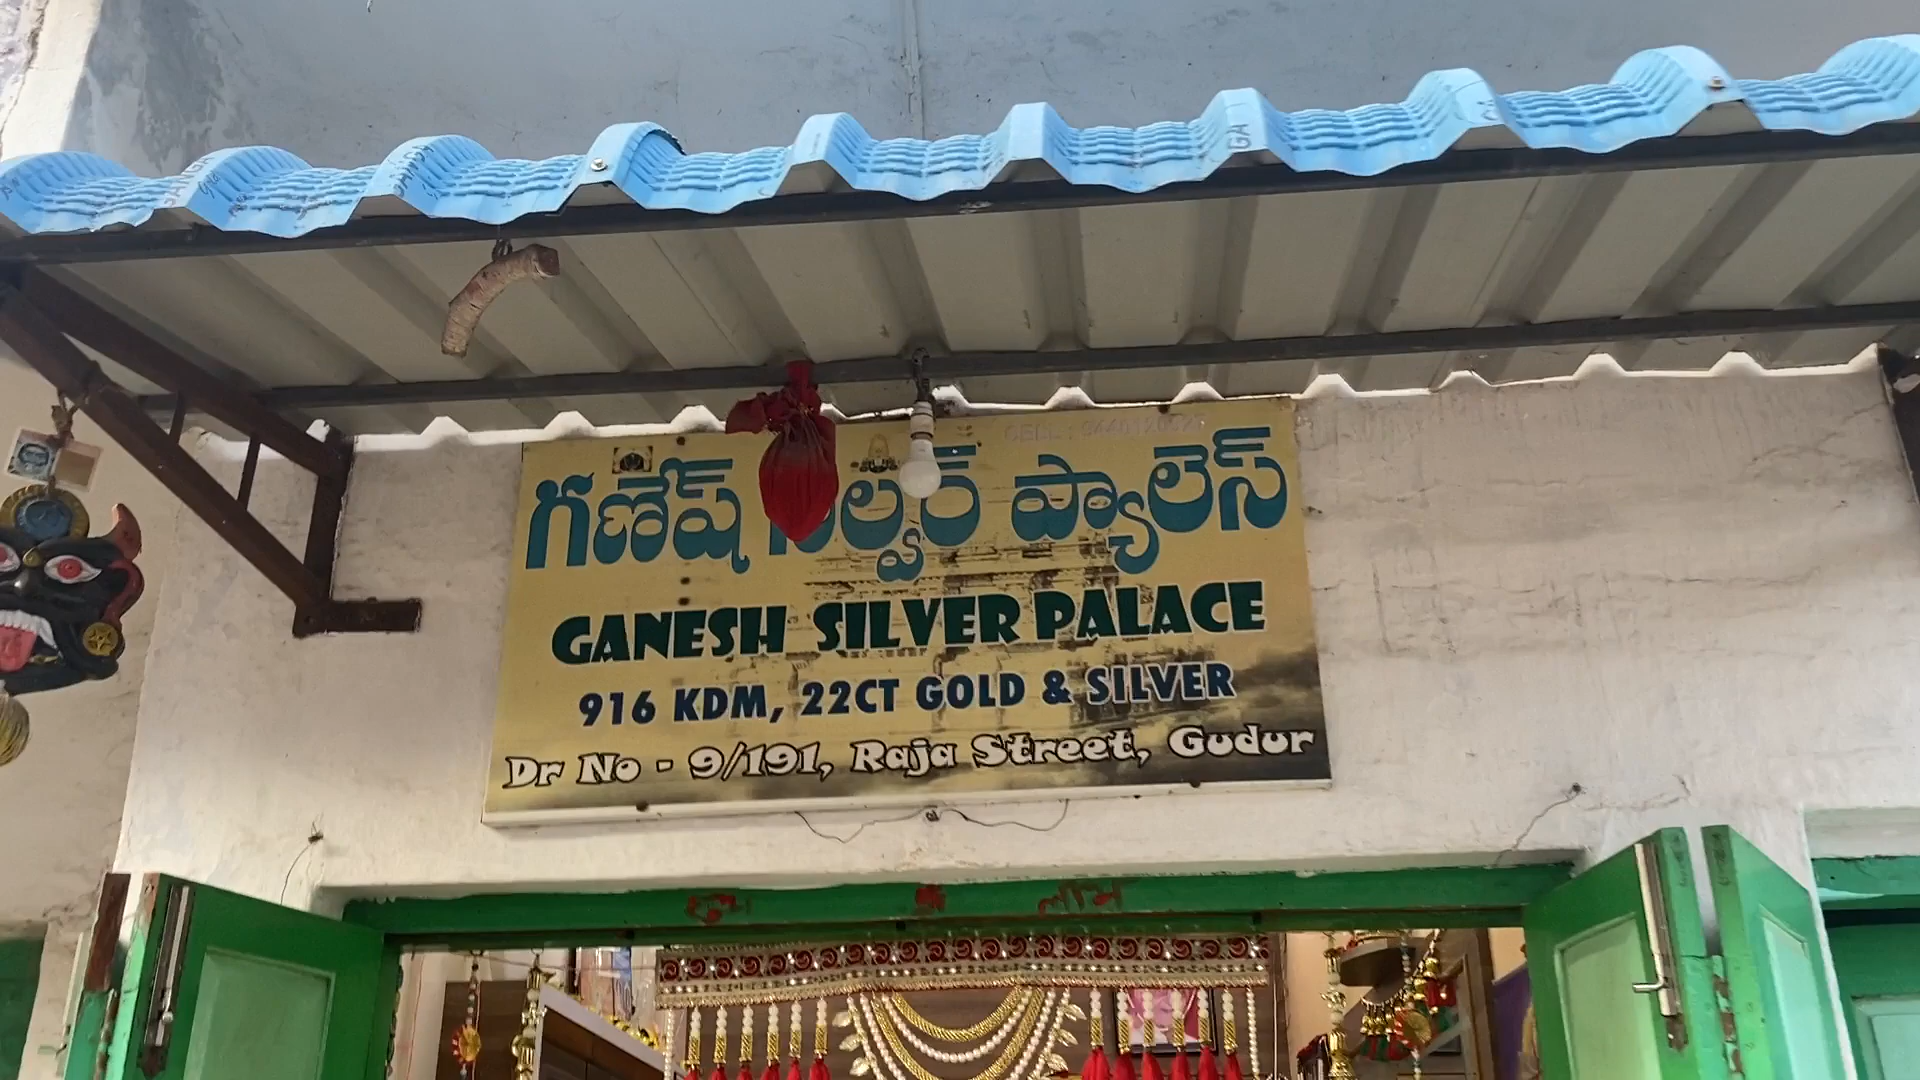 గణేష్ సిల్వర్ ప్యాలెస్
GANESH SILVER PALACE
916 KDM, 22CT GOLD & SILVER
Dr No - 9/191, Raja Street, Gudur
శుభం లాభం